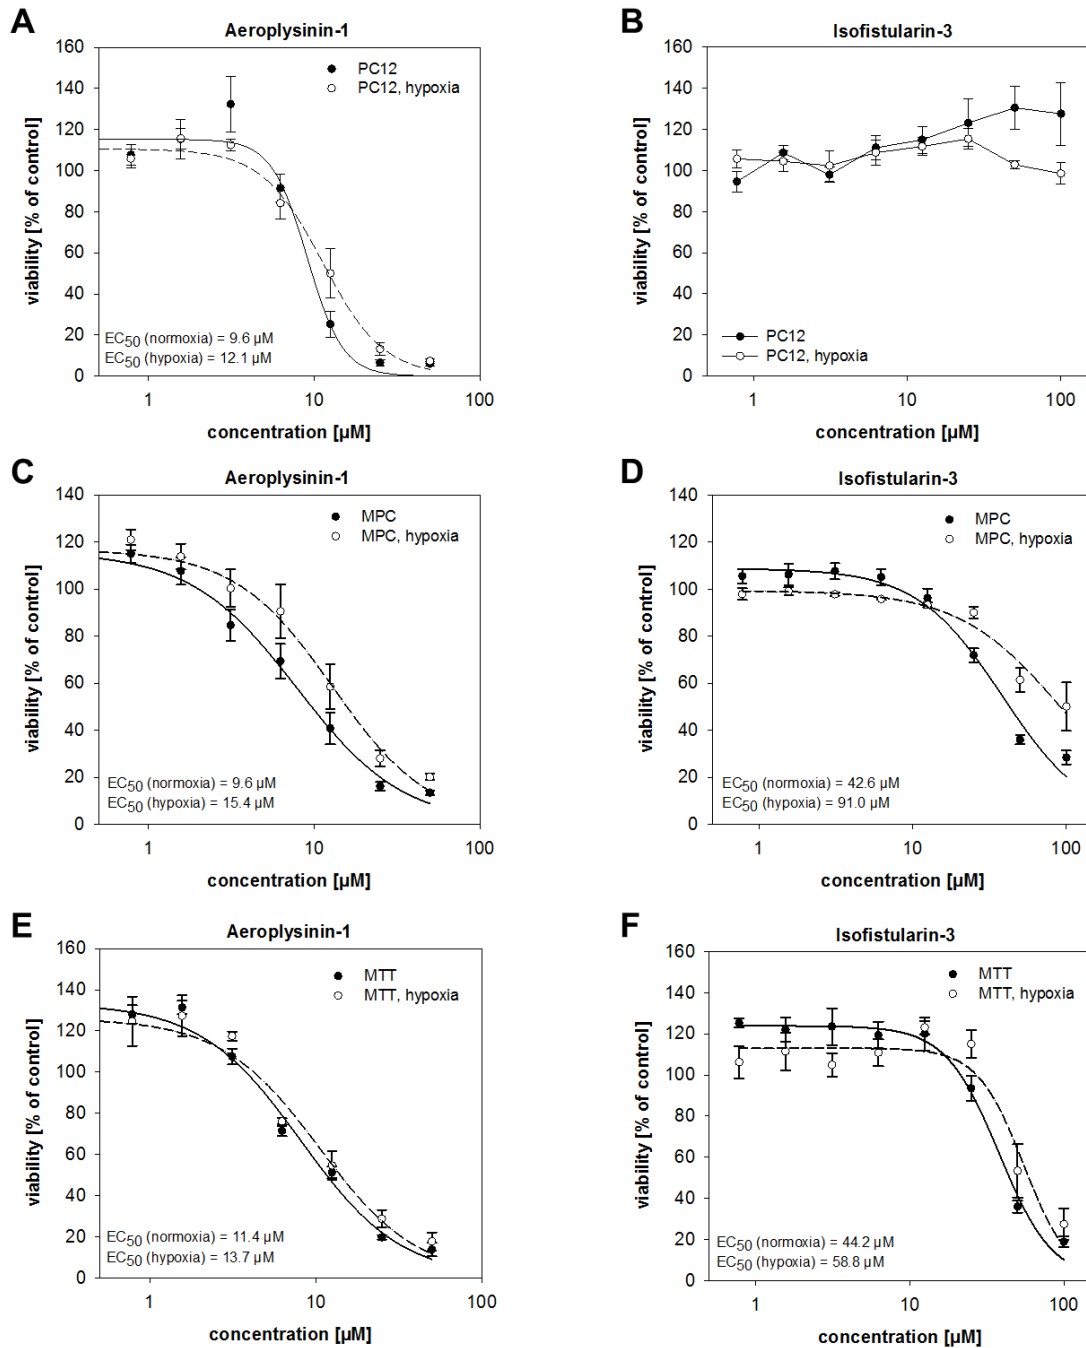 A
Aeroplysinin-1
160
140
120
100
80
60
40
20
0
viability [% of control]
PC12
PC12, hypoxia
EC50 (normoxia) = 9.6 µM
EC50 (hypoxia) = 12.1 µM
1
10
100
concentration [µM]
B
Isofistularin-3
160
140
120
100
80
60
40
20
0
viability [% of control]
PC12
PC12, hypoxia
1
10
100
concentration [µM]
C
Aeroplysinin-1
140
120
100
80
60
40
20
0
viability [% of control]
MPC
MPC, hypoxia
EC50 (normoxia) = 9.6 µM
EC50 (hypoxia) = 15.4 µM
1
10
100
concentration [µM]
D
Isofistularin-3
140
120
100
80
60
40
20
0
viability [% of control]
MPC
MPC, hypoxia
EC50 (normoxia) = 42.6 µM
EC50 (hypoxia) = 91.0 µM
1
10
100
concentration [µM]
E
Aeroplysinin-1
160
140
120
100
80
60
40
20
0
viability [% of control]
MTT
MTT, hypoxia
EC50 (normoxia) = 11.4 µM
EC50 (hypoxia) = 13.7 µM
1
10
100
concentration [µM]
F
Isofistularin-3
160
140
120
100
80
60
40
20
0
viability [% of control]
MTT
MTT, hypoxia
EC50 (normoxia) = 44.2 µM
EC50 (hypoxia) = 58.8 µM
1
10
100
concentration [µM]